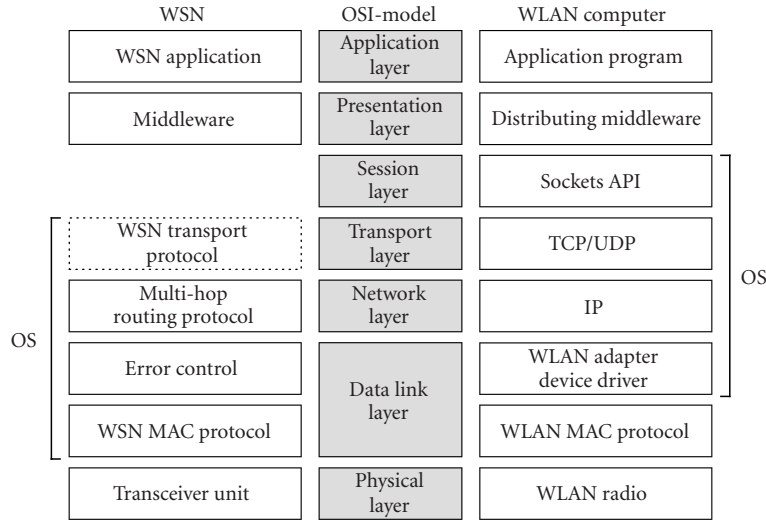 WSN
OSI-model
WLAN computer
WSN application
Application
layer
Application program
Middleware
Presentation
layer
Distributing middleware
Session
layer
Sockets API
WSN transport
protocol
Transport
layer
TCP/UDP
OS
Multi-hop
routing protocol
Network
layer
IP
OS
Error control
Data link
layer
WLAN adapter
device driver
WSN MAC protocol
WLAN MAC protocol
Transceiver unit
Physical
layer
WLAN radio